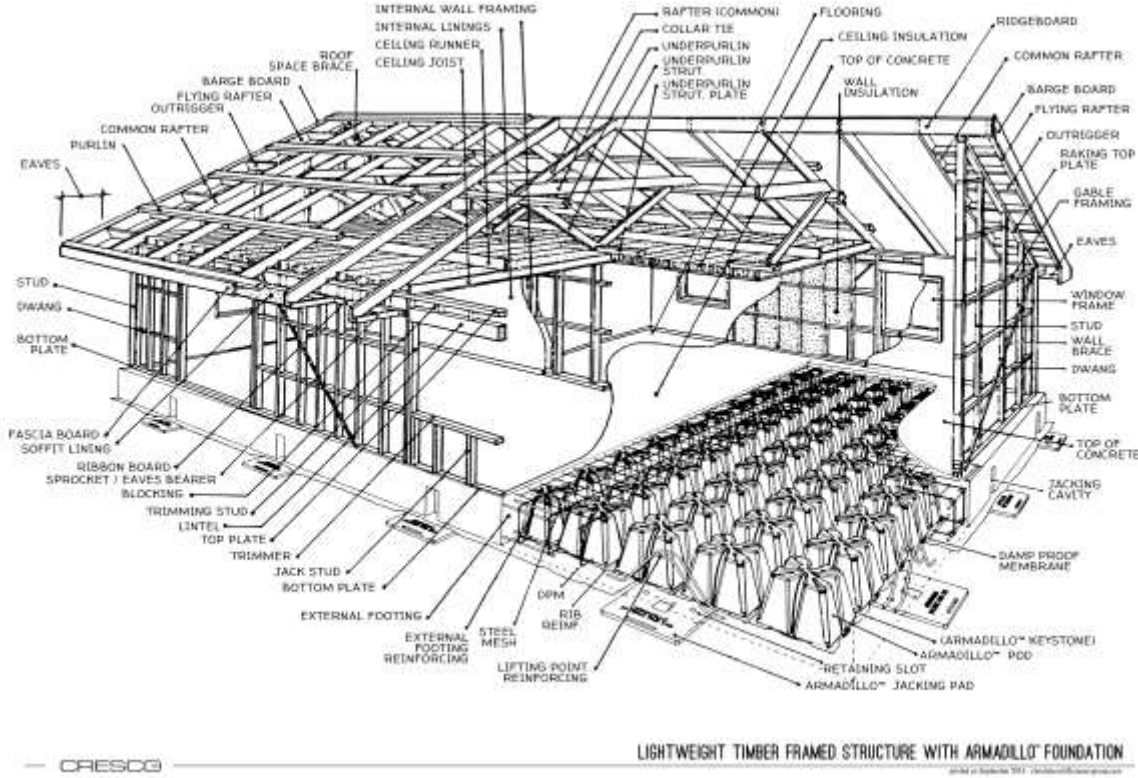 INTERNAL WALL FRAMING
INTERNAL LININGS
CEILING RUNNER
CEILING JOIST
ROOF
SPACE BRACE
BARGE BOARD
FLYING RAFTER
OUTRIGGER
COMMON RAFTER
PURLIN
EAVES
RAFTER (COMMON)
COLLAR TIE
UNDERPURLIN
UNDERPURLIN
STRUT.
UNDERPURLIN
STRUT. PLATE
FLOORING
CEILING INSULATION
TOP OF CONCRETE
WALL
INSULATION
RIDGEBOARD
COMMON RAFTER
BARGE BOARD
FLYING RAFTER
OUTRIGGER
RAKING TOP
PLATE
GABLE
FRAMING
EAVES
WINDOW
FRAME
STUD
WALL
BRACE
DWANG
BOTTOM
PLATE
TOP OF
CONCRETE
JACKING
CAVITY
DAMP PROOF
MEMBRANE
STUD
DWANG
BOTTOM
PLATE
FASCIA BOARD
SOFFIT LINING
RIBBON BOARD
SPROCKET / EAVES BEARER
BLOCKING
TRIMMING STUD
LINTEL
TOP PLATE
TRIMMER
JACK STUD
BOTTOM PLATE
EXTERNAL FOOTING
EXTERNAL
FOOTING
REINFORCING
STEEL
MESH
DPM
RIB
REINF.
LIFTING POINT
REINFORCING
(ARMADILLO™ KEYSTONE)
ARMADILLO™ POD
RETAINING SLOT
ARMADILLO™ JACKING PAD
LIGHTWEIGHT TIMBER FRAMED STRUCTURE WITH ARMADILLO™ FOUNDATION
CRESCO